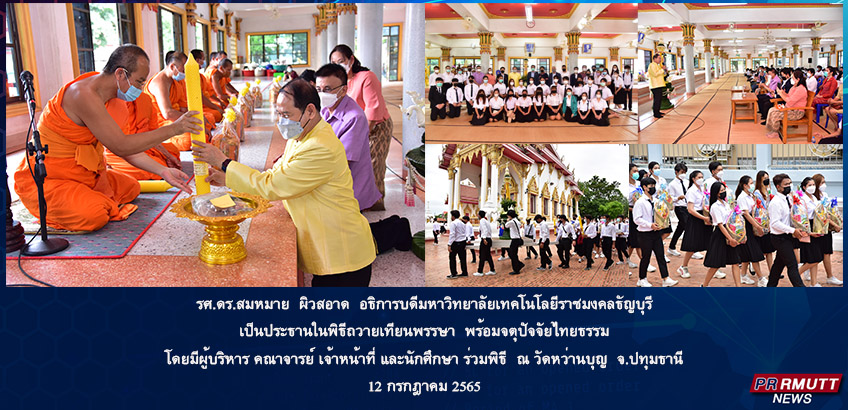 รศ.ดร.สมหมาย ผิวสอาด อธิการบดีมหาวิทยาลัยเทคโนโลยีราชมงคลธัญบุรี
เป็นประธานในพิธีถวายเทียนพรรษา พร้อมจตุปัจจัยไทยธรรม
โดยมีผู้บริหาร คณาจารย์ เจ้าหน้าที่ และนักศึกษา ร่วมพิธี ณ วัดหว่านบุญ จ.ปทุมธานี
12 กรกฎาคม 2565
PR RMUTT
NEWS